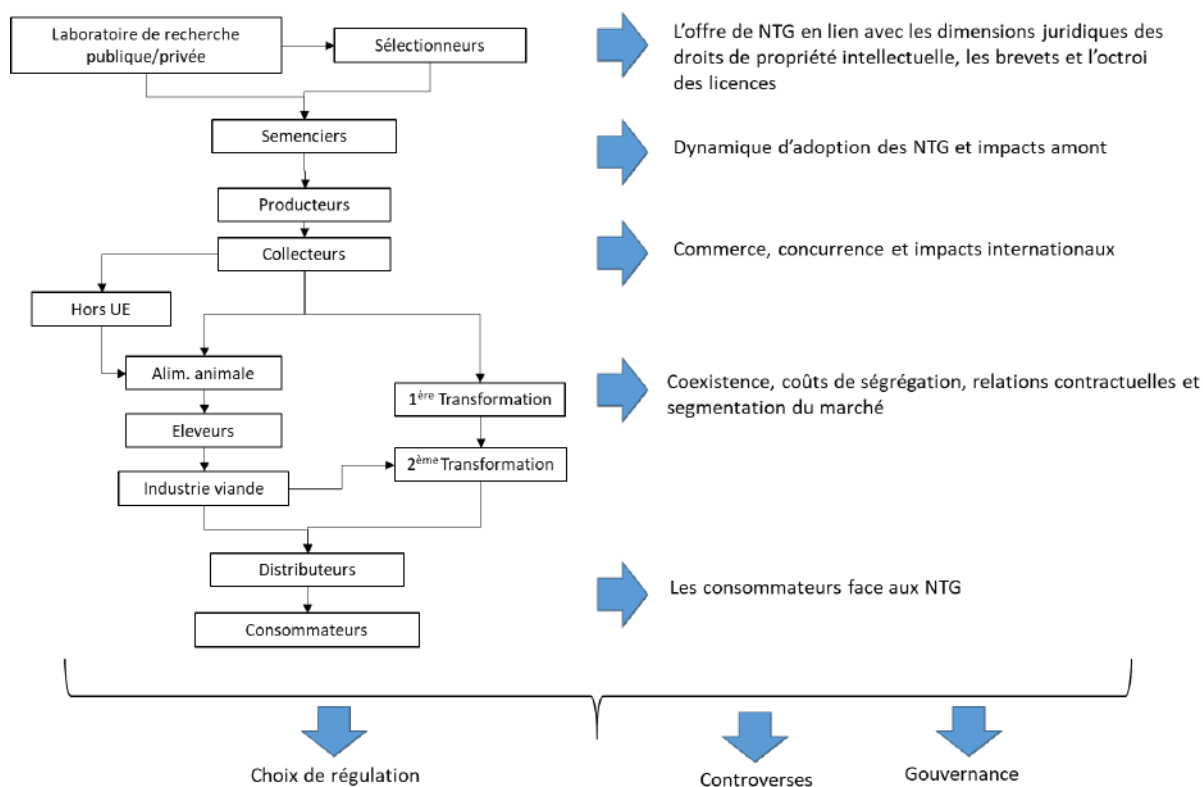 Laboratoire de recherche
publique/privée
Sélectionneurs
L’offre de NTG en lien avec les dimensions juridiques des
droits de propriété intellectuelle, les brevets et l’octroi
des licences
Semenciers
Dynamique d’adoption des NTG et impacts amont
Producteurs
Collecteurs
Commerce, concurrence et impacts internationaux
Hors UE
Alim. animale
1ère Transformation
Coexistence, coûts de ségrégation, relations contractuelles et
segmentation du marché
Eleveurs
2ème Transformation
Industrie viande
Distributeurs
Les consommateurs face aux NTG
Consommateurs
Choix de régulation
Controverses
Gouvernance